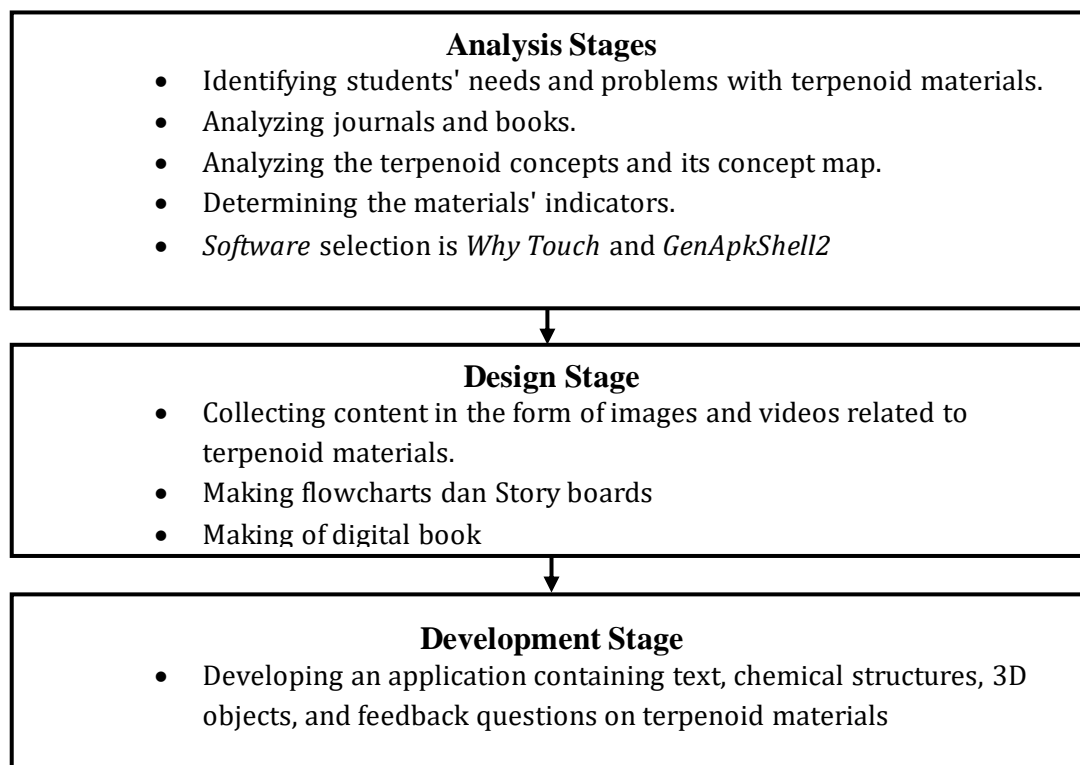 Analysis Stages
• Identifying students' needs and problems with terpenoid materials.
• Analyzing journals and books.
• Analyzing the terpenoid concepts and its concept map.
• Determining the materials' indicators.
• Software selection is Why Touch and GenApkShell2
Design Stage
• Collecting content in the form of images and videos related to
terpenoid materials.
• Making flowcharts dan Story boards
• Making of digital book
Development Stage
• Developing an application containing text, chemical structures, 3D
objects, and feedback questions on terpenoid materials